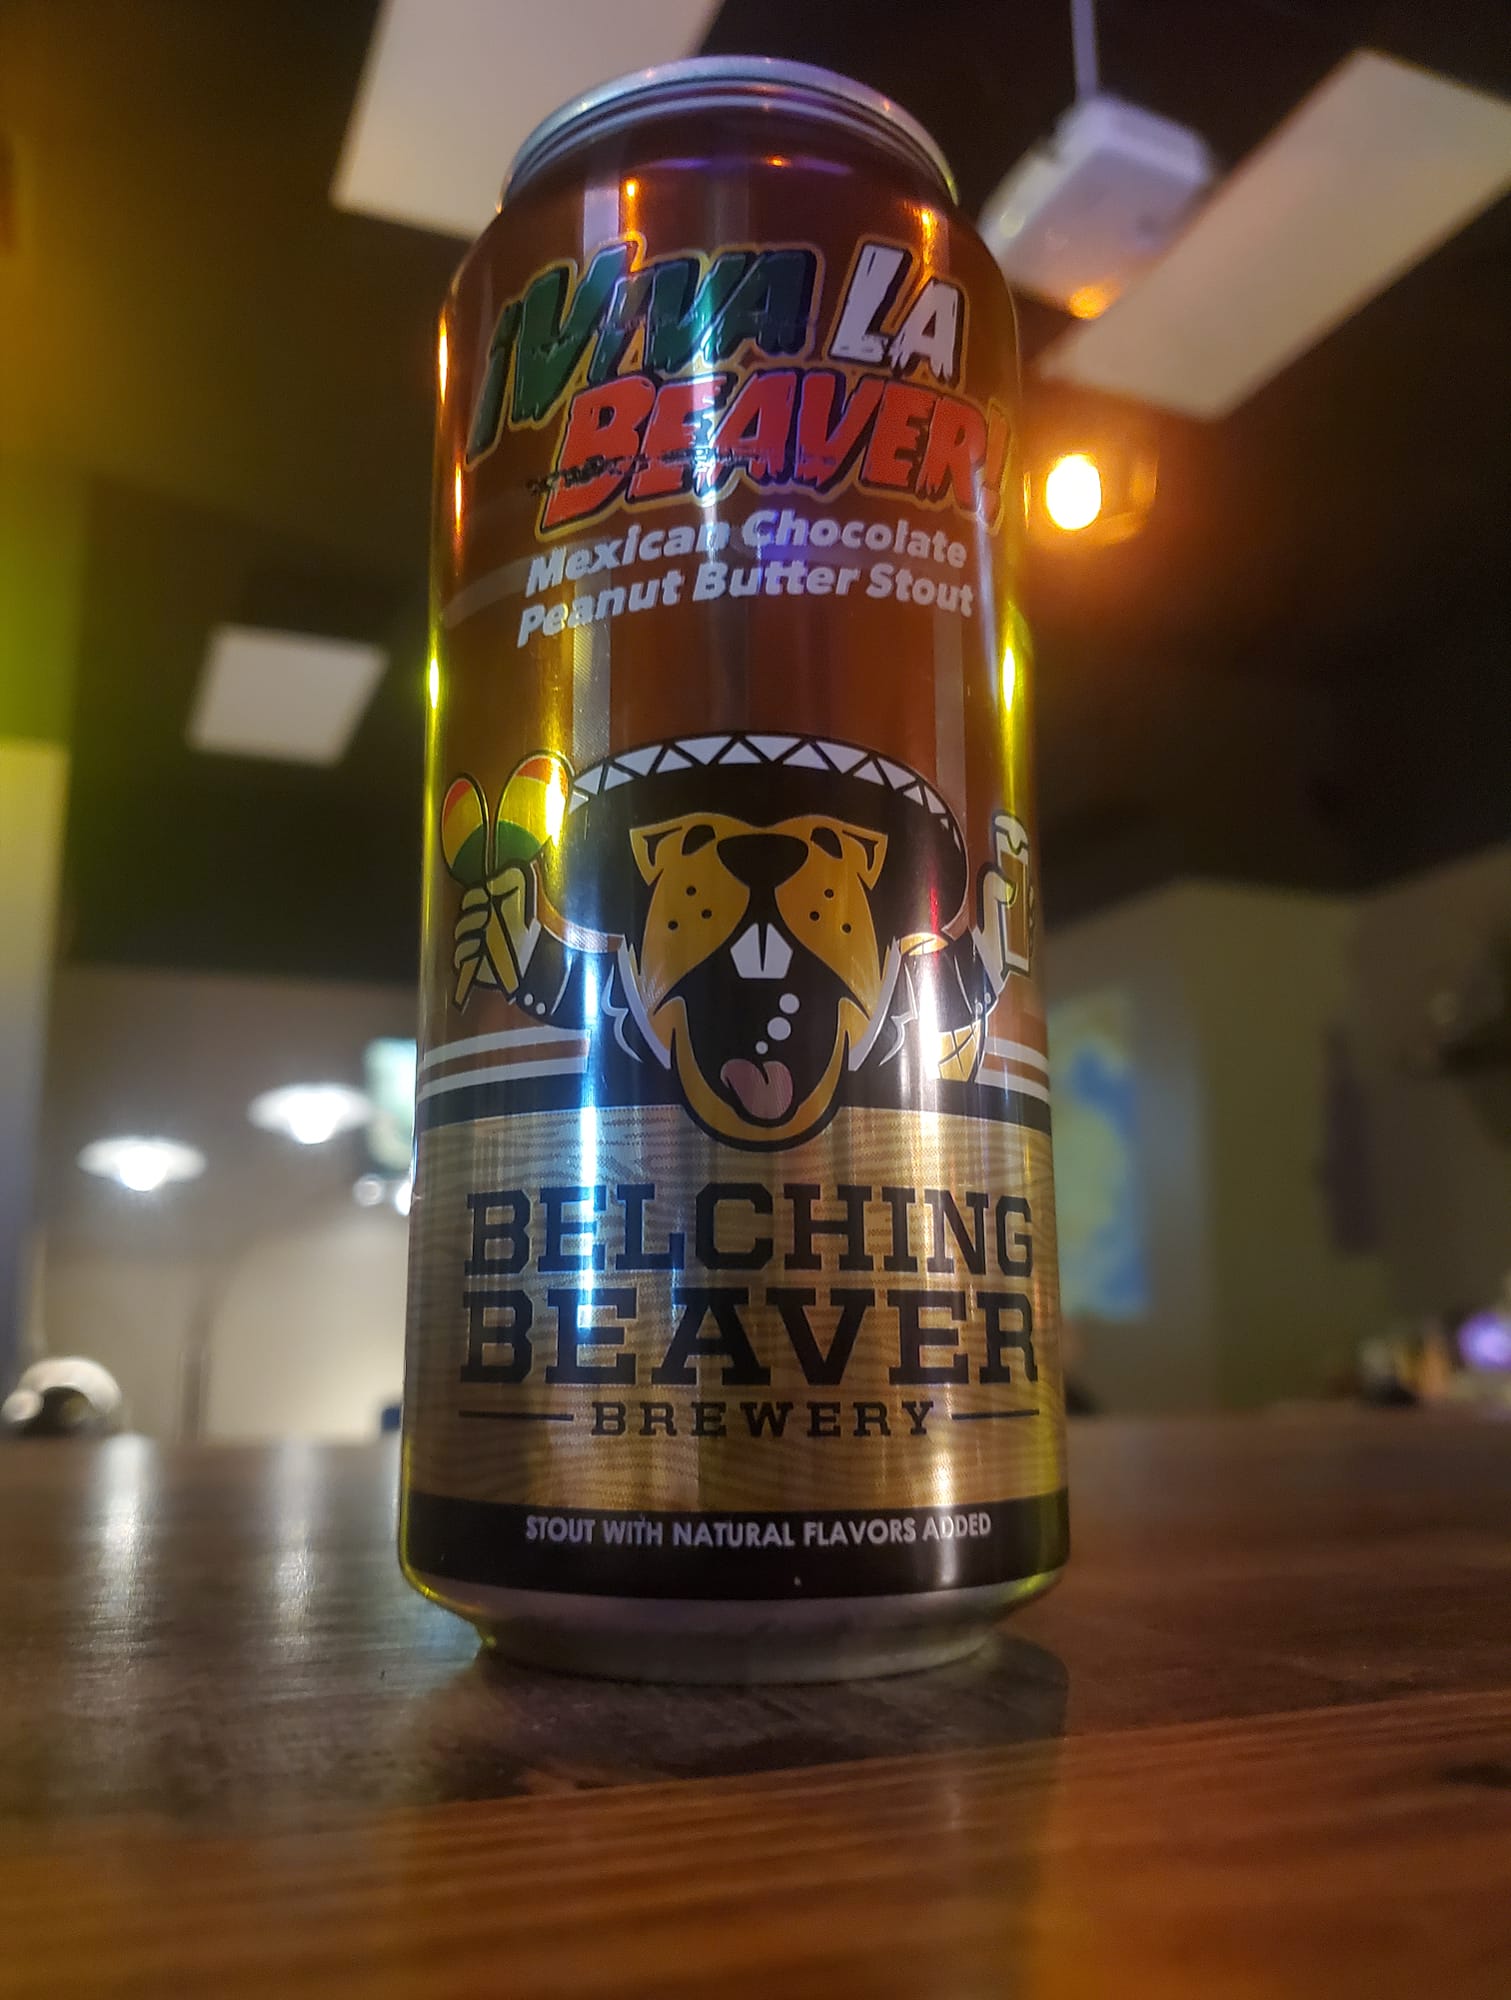 ¡VIVA LA
BEAVER!
Mexican Chocolate
Peanut Butter Stout
BELCHING
BEAVER
BREWERY
STOUT WITH NATURAL FLAVORS ADDED